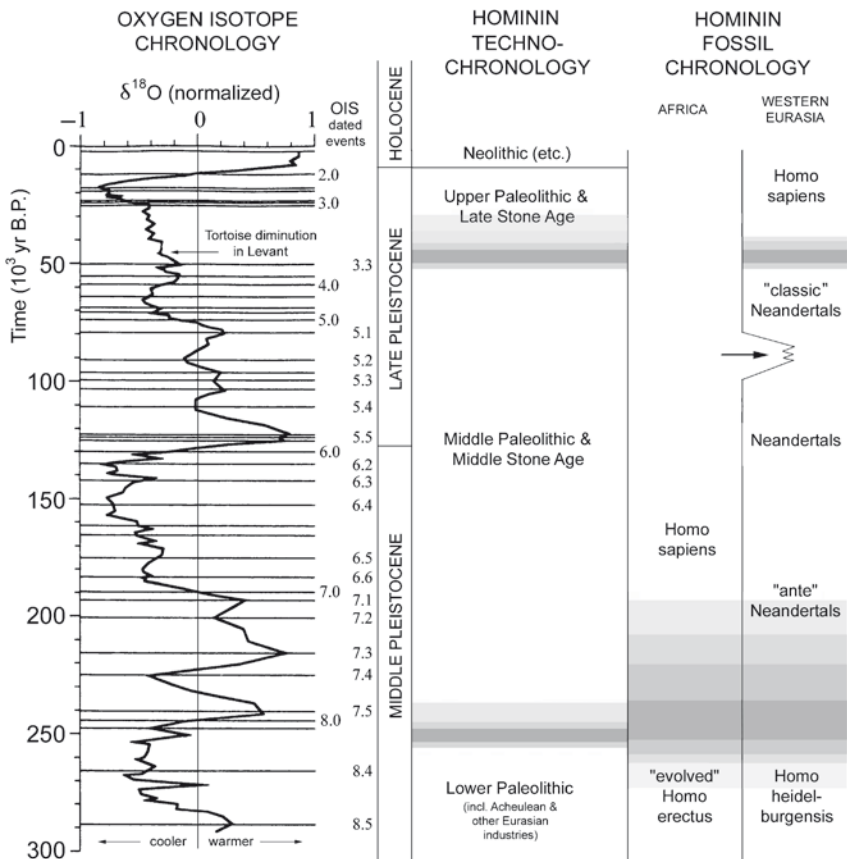 OXYGEN ISOTOPE
CHRONOLOGY
δ18O (normalized)
−1
0
1
OIS
dated
events
HOMININ
TECHNO-
CHRONOLOGY
HOMININ
FOSSIL
CHRONOLOGY
AFRICA
WESTERN
EURASIA
Time (10³ yr B.P.)
0
50
100
150
200
250
300
2.0
3.0
3.3
4.0
5.0
5.1
5.2
5.3
5.4
5.5
6.0
6.2
6.3
6.4
6.5
6.6
7.0
7.1
7.2
7.3
7.4
7.5
8.0
8.4
8.5
Tortoise diminution
in Levant
cooler
warmer
HOLOCENE
LATE PLEISTOCENE
MIDDLE PLEISTOCENE
Neolithic (etc.)
Upper Paleolithic &
Late Stone Age
Middle Paleolithic &
Middle Stone Age
Lower Paleolithic
(incl. Acheulean &
other Eurasian
industries)
Homo
sapiens
"evolved"
Homo
erectus
Homo
sapiens
"classic"
Neandertals
Neandertals
"ante"
Neandertals
Homo
heidel-
burgensis